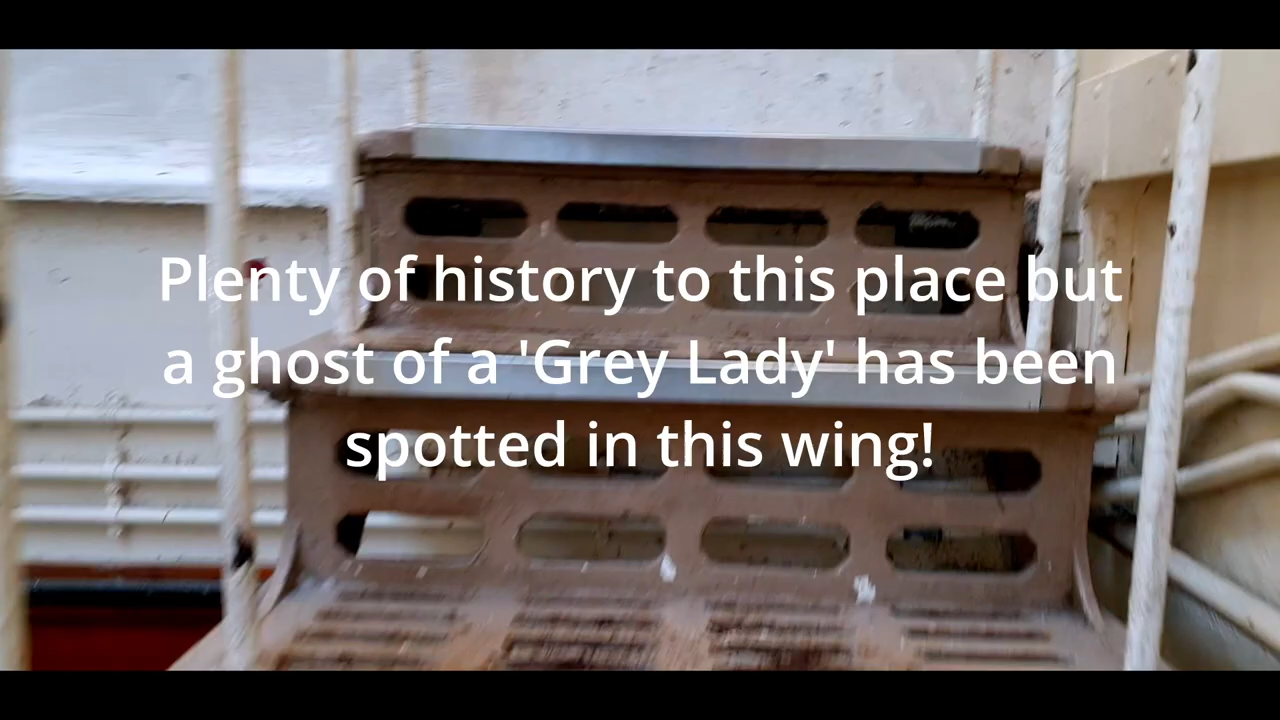 Plenty of history to this place but
a ghost of a 'Grey Lady' has been
spotted in this wing!